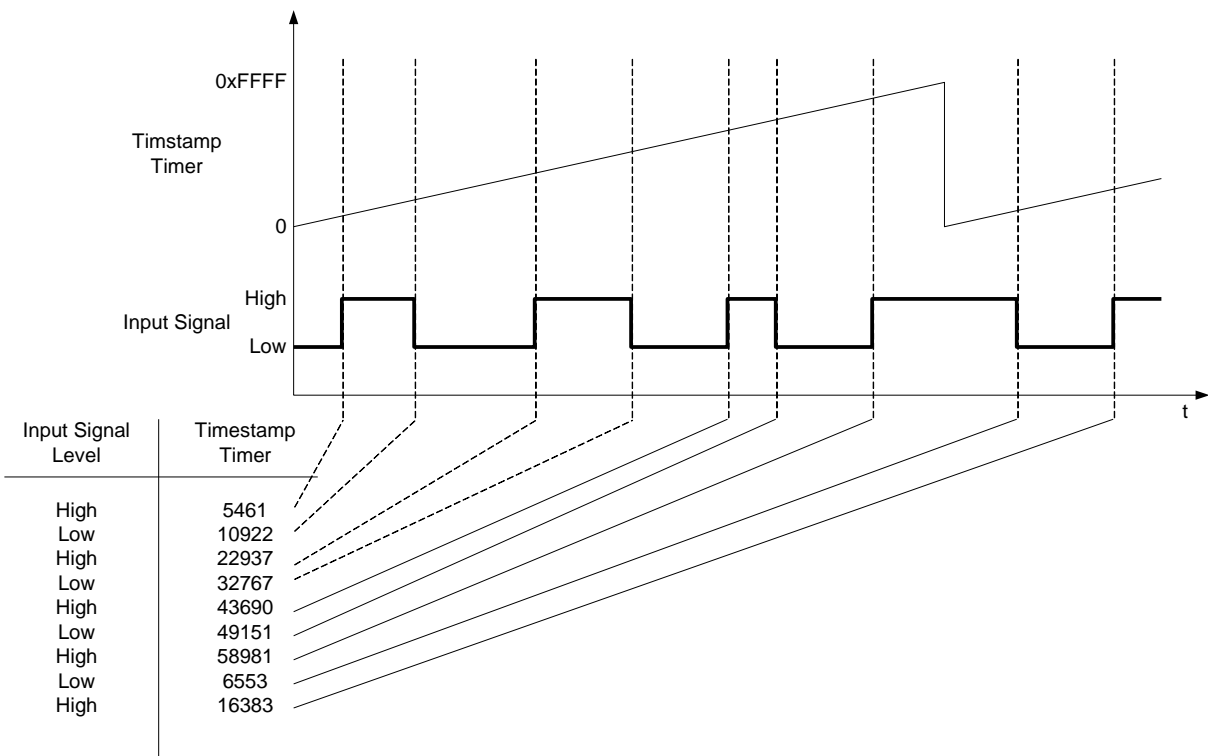 0xFFFF
Timstamp
Timer
0
High
Input Signal
Low
t
Input Signal
Level
Timestamp
Timer
High 5461
Low 10922
High 22937
Low 32767
High 43690
Low 49151
High 58981
Low 6553
High 16383